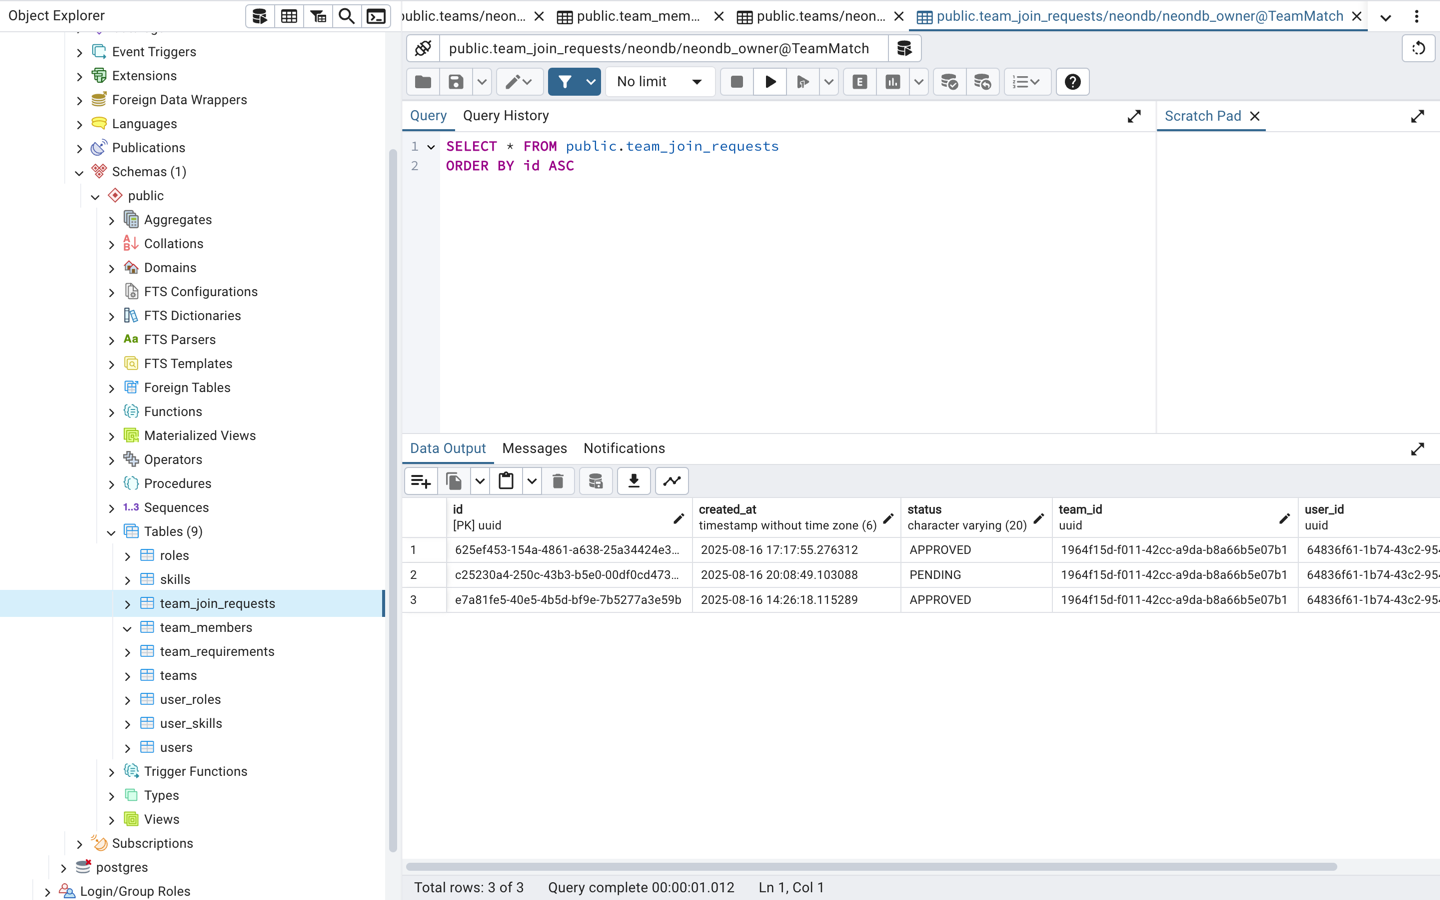 Object Explorer
Event Triggers
Extensions
Foreign Data Wrappers
Languages
Publications
Schemas (1)
public
Aggregates
Collations
Domains
FTS Configurations
FTS Dictionaries
Aa FTS Parsers
FTS Templates
Foreign Tables
Functions
Materialized Views
Operators
Procedures
1..3 Sequences
Tables (9)
roles
skills
team_join_requests
team_members
team_requirements
teams
user_roles
user_skills
users
Trigger Functions
Types
Views
Subscriptions
postgres
Login/Group Roles
public.teams/neon... public.team_mem... public.teams/neon... public.team_join_requests/neondb/neondb_owner@TeamMatch
public.team_join_requests/neondb/neondb_owner@TeamMatch
No limit E
Query Query History Scratch Pad
1 SELECT * FROM public.team_join_requests
2 ORDER BY id ASC
Data Output Messages Notifications
id created_at status team_id user_id
[PK] uuid timestamp without time zone (6) character varying (20) uuid uuid
1 625ef453-154a-4861-a638-25a34424e3... 2025-08-16 17:17:55.276312 APPROVED 1964f15d-f011-42cc-a9da-b8a66b5e07b1 64836f61-1b74-43c2-954
2 c25230a4-250c-43b3-b5e0-00df0cd473... 2025-08-16 20:08:49.103088 PENDING 1964f15d-f011-42cc-a9da-b8a66b5e07b1 64836f61-1b74-43c2-954
3 e7a81fe5-40e5-4b5d-bf9e-7b5277a3e59b 2025-08-16 14:26:18.115289 APPROVED 1964f15d-f011-42cc-a9da-b8a66b5e07b1 64836f61-1b74-43c2-954
Total rows: 3 of 3 Query complete 00:00:01.012 Ln 1, Col 1